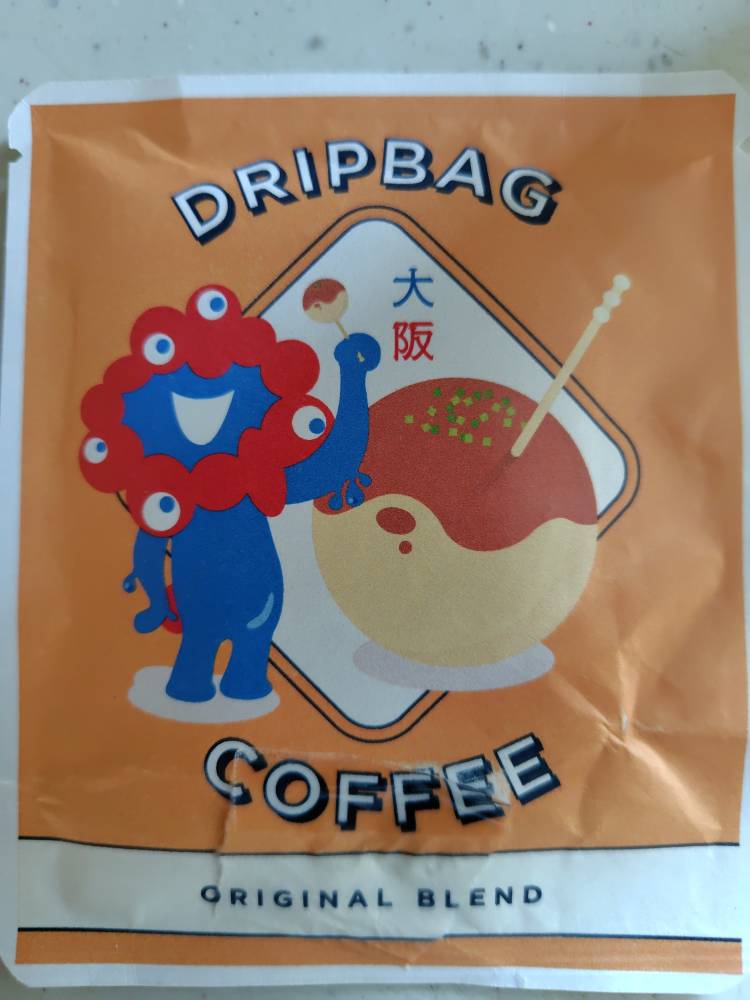 DRIPBAG
大
阪
COFFEE
ORIGINAL BLEND